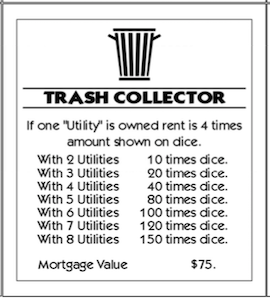 TRASH COLLECTOR
If one "Utility" is owned rent is 4 times
amount shown on dice.
With 2 Utilities 10 times dice.
With 3 Utilities 20 times dice.
With 4 Utilities 40 times dice.
With 5 Utilities 80 times dice.
With 6 Utilities 100 times dice.
With 7 Utilities 120 times dice.
With 8 Utilities 150 times dice.
Mortgage Value $75.